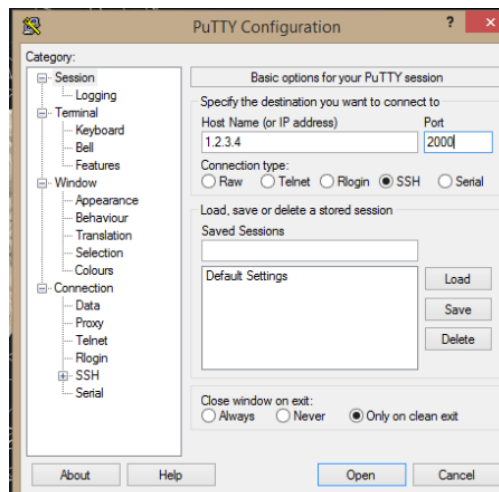 PuTTY Configuration
?
x
Category:
Session
Logging
Terminal
Keyboard
Bell
Features
Window
Appearance
Behaviour
Translation
Selection
Colours
Connection
Data
Proxy
Telnet
Rlogin
SSH
Serial
Basic options for your PuTTY session
Specify the destination you want to connect to
Host Name (or IP address) Port
1.2.3.4 2000
Connection type:
Raw Telnet Rlogin SSH Serial
Load, save or delete a stored session
Saved Sessions
Default Settings
Load
Save
Delete
Close window on exit:
Always Never Only on clean exit
About Help Open Cancel